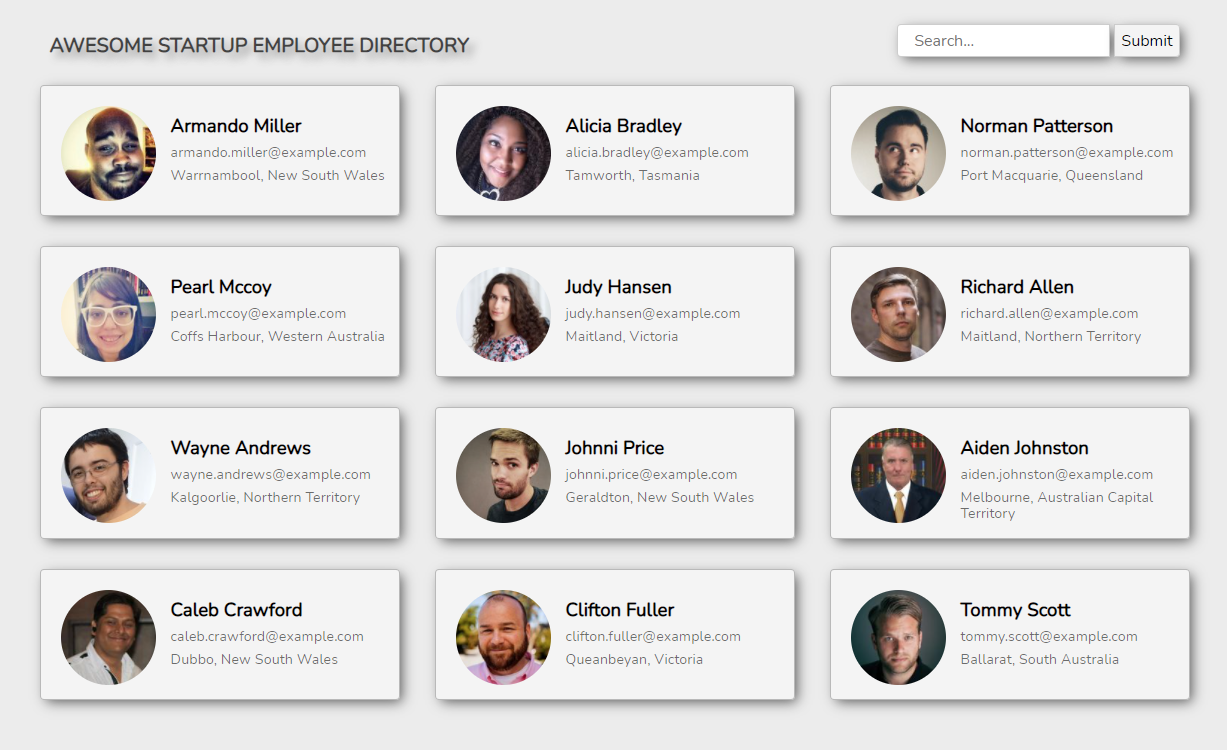 AWESOME STARTUP EMPLOYEE DIRECTORY
Search...
Submit
Armando Miller
armando.miller@example.com
Warrnambool, New South Wales
Alicia Bradley
alicia.bradley@example.com
Tamworth, Tasmania
Norman Patterson
norman.patterson@example.com
Port Macquarie, Queensland
Pearl Mccoy
pearl.mccoy@example.com
Coffs Harbour, Western Australia
Judy Hansen
judy.hansen@example.com
Maitland, Victoria
Richard Allen
richard.allen@example.com
Maitland, Northern Territory
Wayne Andrews
wayne.andrews@example.com
Kalgoorlie, Northern Territory
Johnni Price
johnni.price@example.com
Geraldton, New South Wales
Aiden Johnston
aiden.johnston@example.com
Melbourne, Australian Capital
Territory
Caleb Crawford
caleb.crawford@example.com
Dubbo, New South Wales
Clifton Fuller
clifton.fuller@example.com
Queanbeyan, Victoria
Tommy Scott
tommy.scott@example.com
Ballarat, South Australia